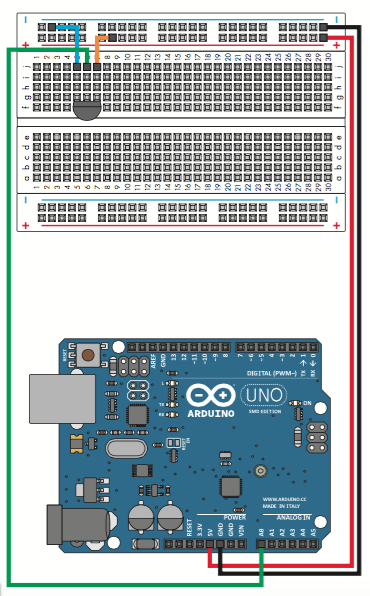 − −
+ +
1 2 3 4 5 6 7 8 9 10 11 12 13 14 15 16 17 18 19 20 21 22 23 24 25 26 27 28 29 30
j j
i i
h h
g g
f f
e e
d d
c c
b b
a a
1 2 3 4 5 6 7 8 9 10 11 12 13 14 15 16 17 18 19 20 21 22 23 24 25 26 27 28 29 30
− −
+ +
RESET
AREF GND 13 12 ~11 ~10 ~9 8 7 ~6 ~5 4 ~3 2 1 0
TX RX
DIGITAL (PWM~)
L
TX
RX
ARDUINO
UNO
SMD EDITION
ON
RESET EN
WWW.ARDUINO.CC
MADE IN ITALY
POWER
ANALOG IN
RESET 3.3V 5V GND GND VIN A0 A1 A2 A3 A4 A5